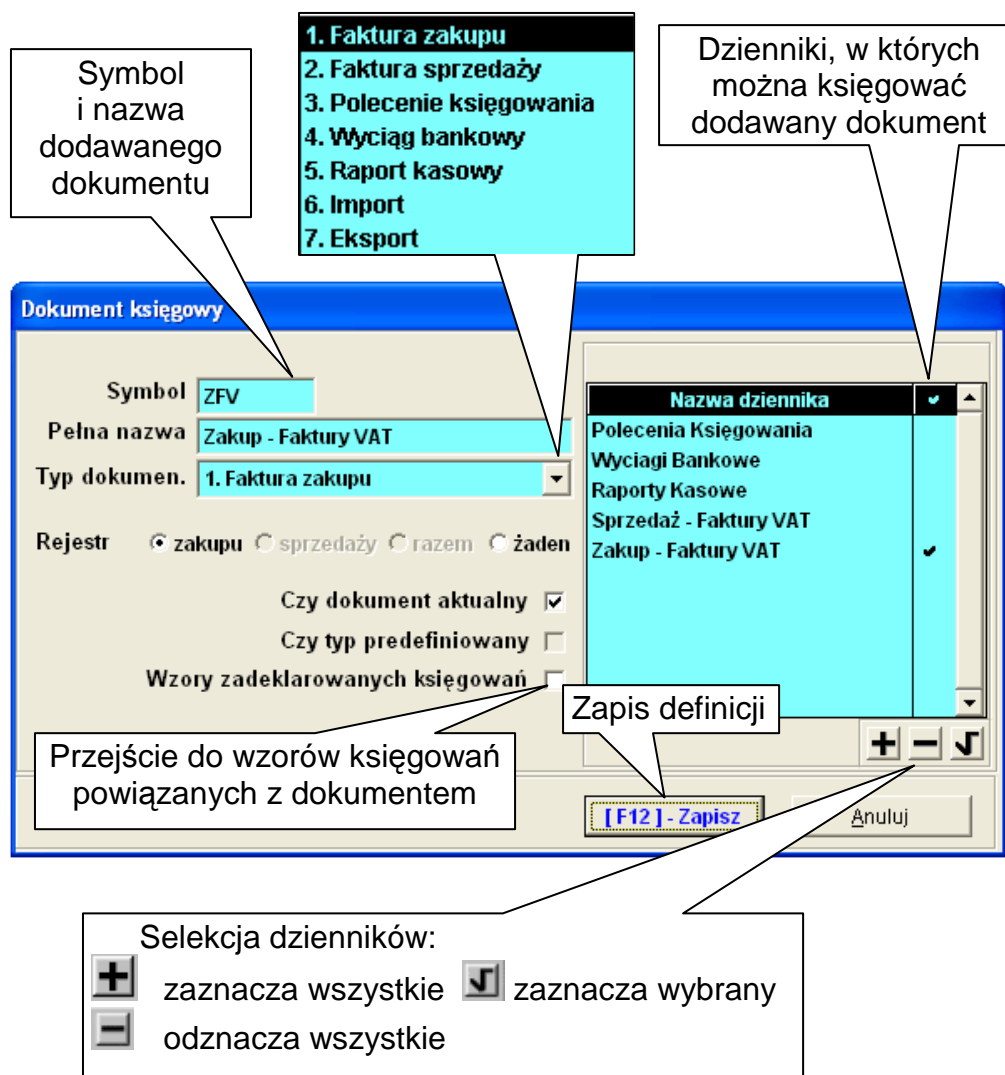 Symbol
i nazwa
dodawanego
dokumentu
1. Faktura zakupu
2. Faktura sprzedaży
3. Polecenie księgowania
4. Wyciąg bankowy
5. Raport kasowy
6. Import
7. Eksport
Dzienniki, w których
można księgować
dodawany dokument
Dokument księgowy
Symbol ZFV
Pełna nazwa Zakup - Faktury VAT
Typ dokumen. 1. Faktura zakupu
Rejestr zakupu sprzedaży razem żaden
Czy dokument aktualny
Czy typ predefiniowany
Wzory zadeklarowanych księgowań
Nazwa dziennika
Polecenia Księgowania
Wyciagi Bankowe
Raporty Kasowe
Sprzedaż - Faktury VAT
Zakup - Faktury VAT
Zapis definicji
Przejście do wzorów księgowań
powiązanych z dokumentem
[ F12 ] - Zapisz
Anuluj
Selekcja dzienników:
zaznacza wszystkie zaznacza wybrany
odznacza wszystkie